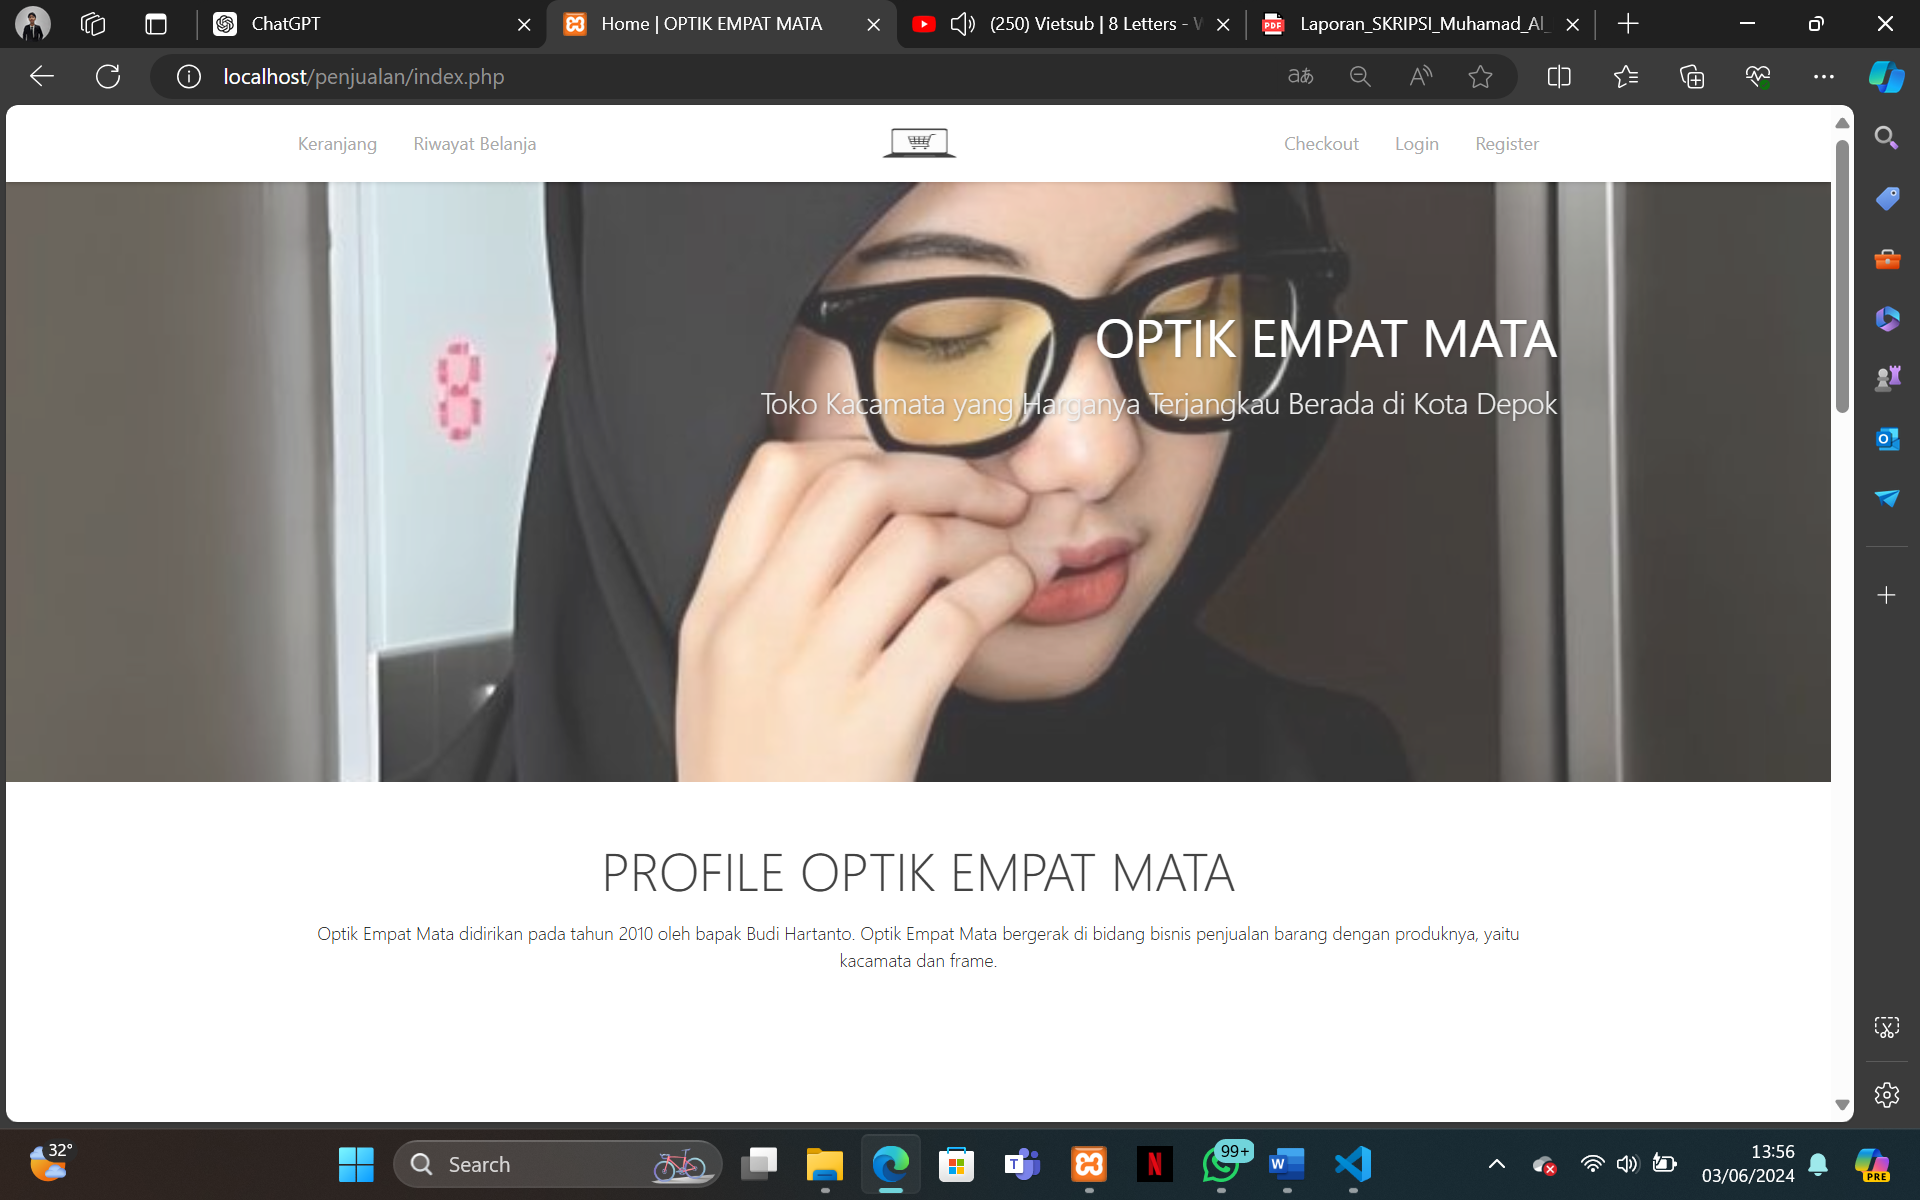 ChatGPT
Home | OPTIK EMPAT MATA
(250) Vietsub | 8 Letters -
Laporan_SKRIPSI_Muhamad_Al_
localhost/penjualan/index.php
Keranjang
Riwayat Belanja
Checkout
Login
Register
8
OPTIK EMPAT MATA
Toko Kacamata yang Harganya Terjangkau Berada di Kota Depok
PROFILE OPTIK EMPAT MATA
Optik Empat Mata didirikan pada tahun 2010 oleh bapak Budi Hartanto. Optik Empat Mata bergerak di bidang bisnis penjualan barang dengan produknya, yaitu
kacamata dan frame.
32°
Search
99+
13:56
03/06/2024
PRE